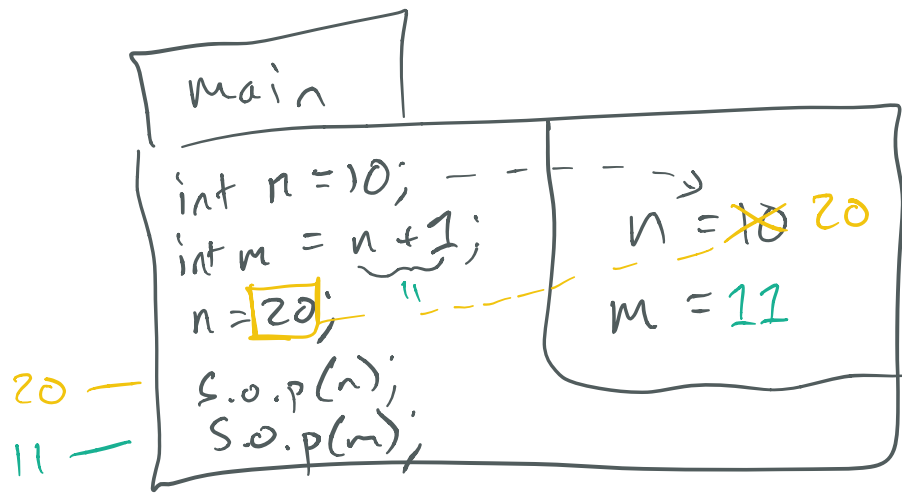 main
int n = 10;
n = 10 20
int m = n + 1;
11
m = 11
n = 20;
20 S.o.p(n);
11 S.o.p(m);